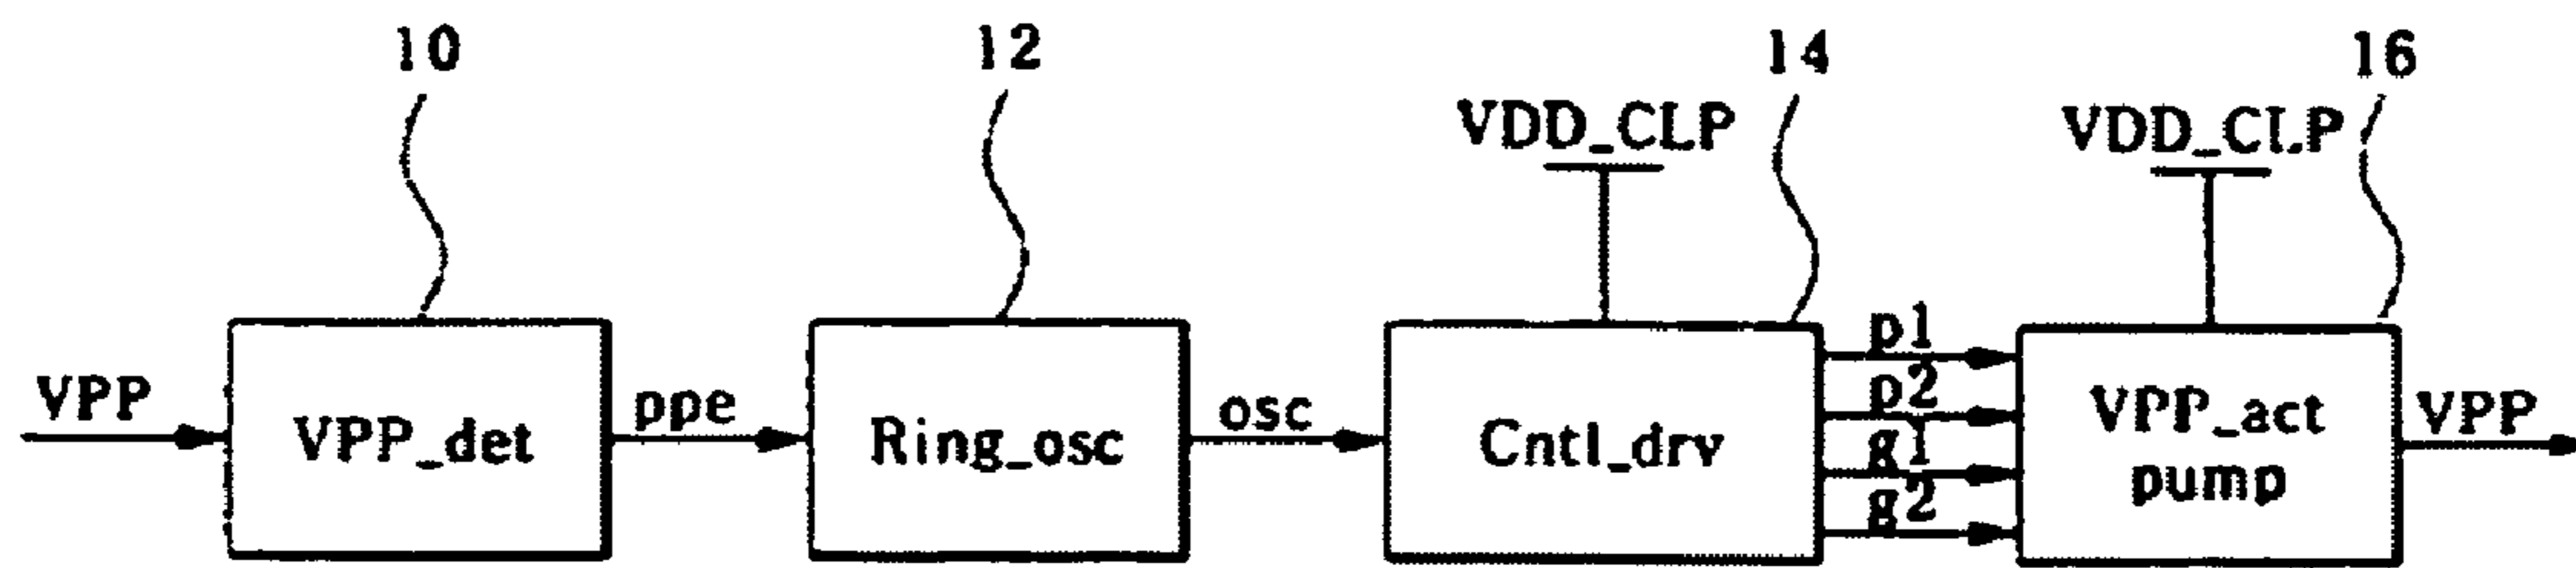 10
12
14
16
VDD_CLP
VDD_CLP
VPP
VPP_det
ppe
Ring_osc
osc
Cntl_drv
p1
p2
g1
g2
VPP_act
pump
VPP